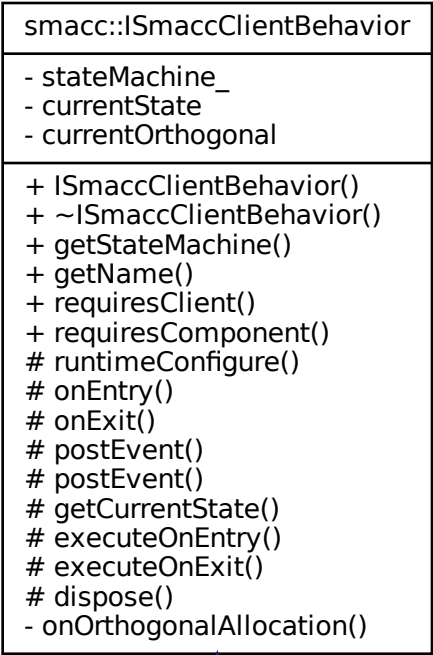 smacc::ISmaccClientBehavior
- stateMachine_
- currentState
- currentOrthogonal
+ ISmaccClientBehavior()
+ ~ISmaccClientBehavior()
+ getStateMachine()
+ getName()
+ requiresClient()
+ requiresComponent()
# runtimeConfigure()
# onEntry()
# onExit()
# postEvent()
# postEvent()
# getCurrentState()
# executeOnEntry()
# executeOnExit()
# dispose()
- onOrthogonalAllocation()